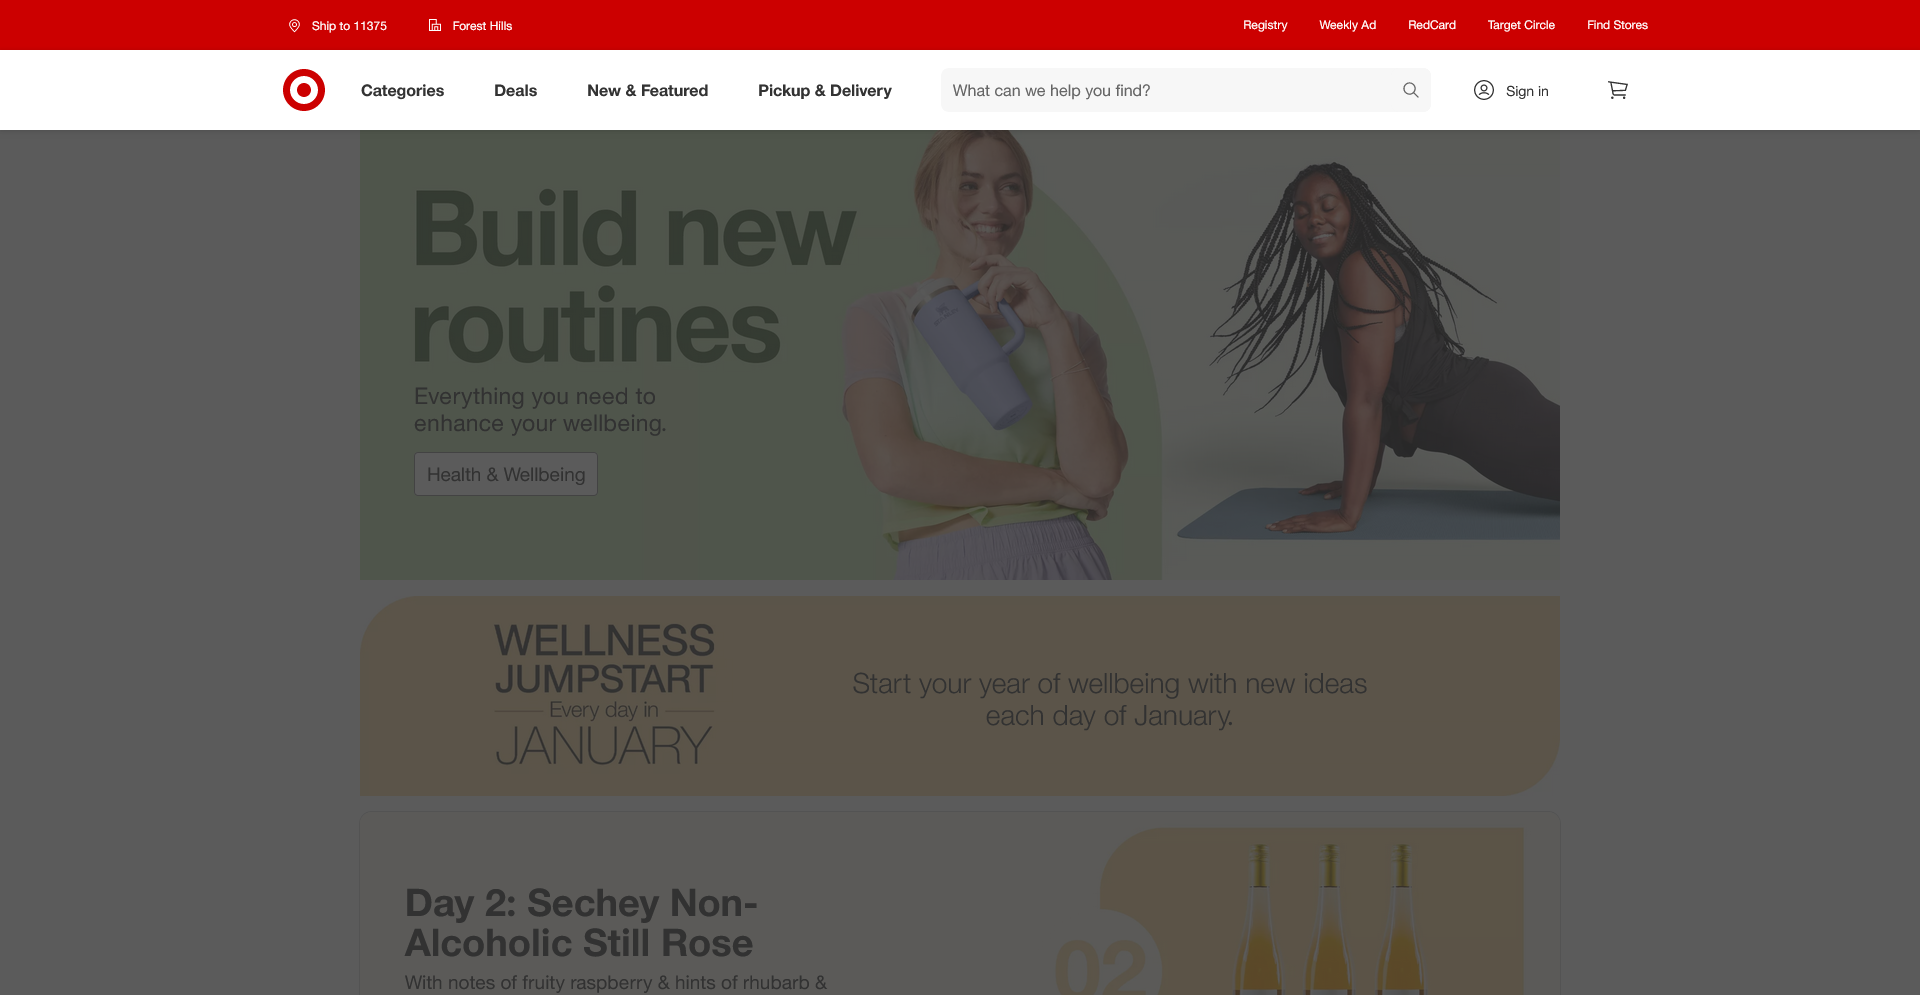 Ship to 11375
Forest Hills
Registry
Weekly Ad
RedCard
Target Circle
Find Stores
Categories
Deals
New & Featured
Pickup & Delivery
What can we help you find?
Sign in
Build new
routines
Everything you need to
enhance your wellbeing.
Health & Wellbeing
WELLNESS
JUMPSTART
Every day in
JANUARY
Start your year of wellbeing with new ideas
each day of January.
Day 2: Sechey Non-
Alcoholic Still Rose
With notes of fruity raspberry & hints of rhubarb &
02